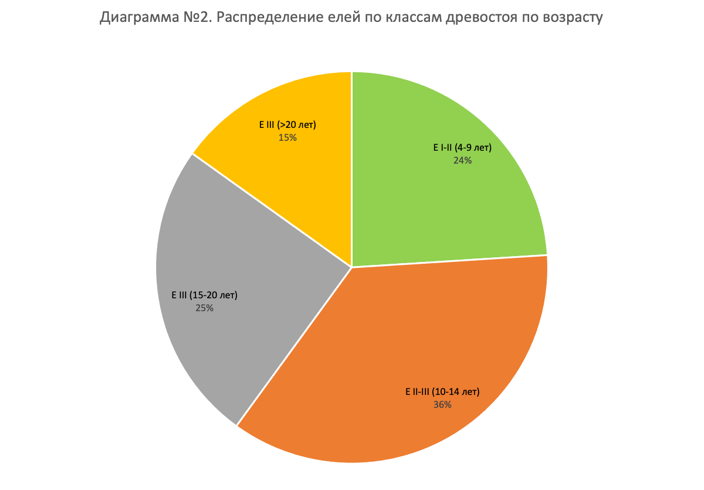 Диаграмма №2. Распределение елей по классам древостоя по возрасту
Е III (>20 лет)
15%
Е I-II (4-9 лет)
24%
Е III (15-20 лет)
25%
Е II-III (10-14 лет)
36%